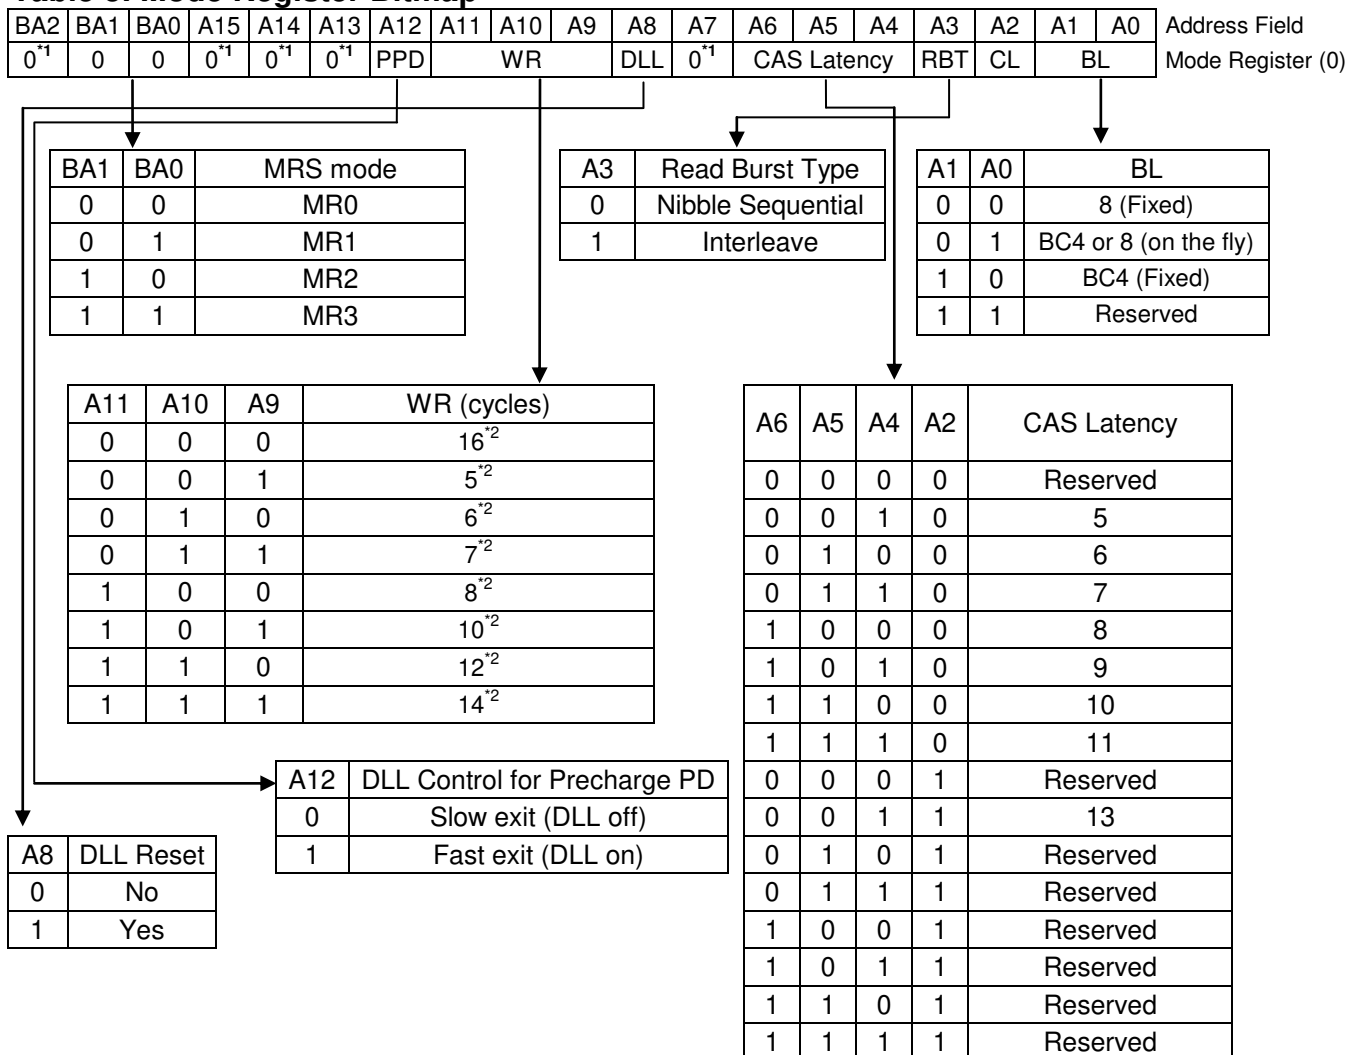 BA2 BA1 BA0 A15 A14 A13 A12 A11 A10 A9 A8 A7 A6 A5 A4 A3 A2 A1 A0 Address Field
0*1 0 0 0*1 0*1 0*1 PPD WR DLL 0*1 CAS Latency RBT CL BL Mode Register (0)
BA1 BA0 MRS mode
0 0 MR0
0 1 MR1
1 0 MR2
1 1 MR3
A3 Read Burst Type
0 Nibble Sequential
1 Interleave
A1 A0 BL
0 0 8 (Fixed)
0 1 BC4 or 8 (on the fly)
1 0 BC4 (Fixed)
1 1 Reserved
A11 A10 A9 WR (cycles)
0 0 0 16*2
0 0 1 5*2
0 1 0 6*2
0 1 1 7*2
1 0 0 8*2
1 0 1 10*2
1 1 0 12*2
1 1 1 14*2
A6 A5 A4 A2 CAS Latency
0 0 0 0 Reserved
0 0 1 0 5
0 1 0 0 6
0 1 1 0 7
1 0 0 0 8
1 0 1 0 9
1 1 0 0 10
1 1 1 0 11
0 0 0 1 Reserved
0 0 1 1 13
0 1 0 1 Reserved
0 1 1 1 Reserved
1 0 0 1 Reserved
1 0 1 1 Reserved
1 1 0 1 Reserved
1 1 1 1 Reserved
A12 DLL Control for Precharge PD
0 Slow exit (DLL off)
1 Fast exit (DLL on)
A8 DLL Reset
0 No
1 Yes